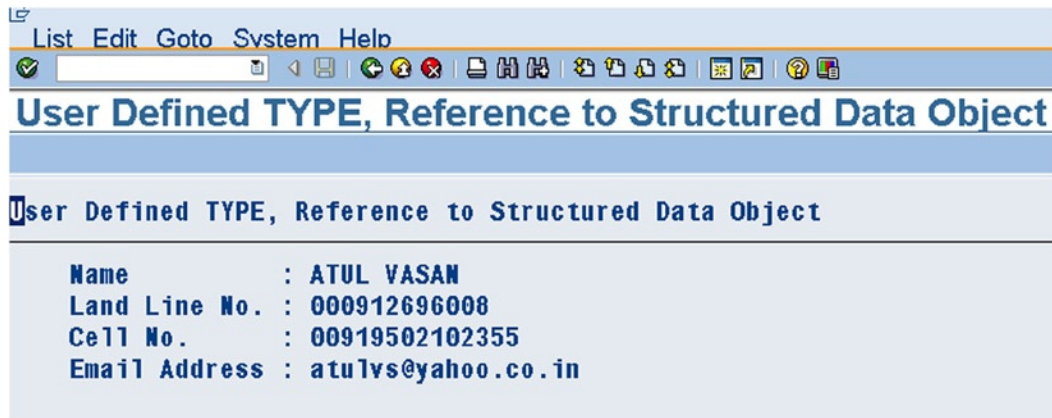 List Edit Goto System Help
User Defined TYPE, Reference to Structured Data Object
User Defined TYPE, Reference to Structured Data Object
Name : ATUL VASAN
Land Line No. : 000912696008
Cell No. : 00919502102355
Email Address : atulvs@yahoo.co.in